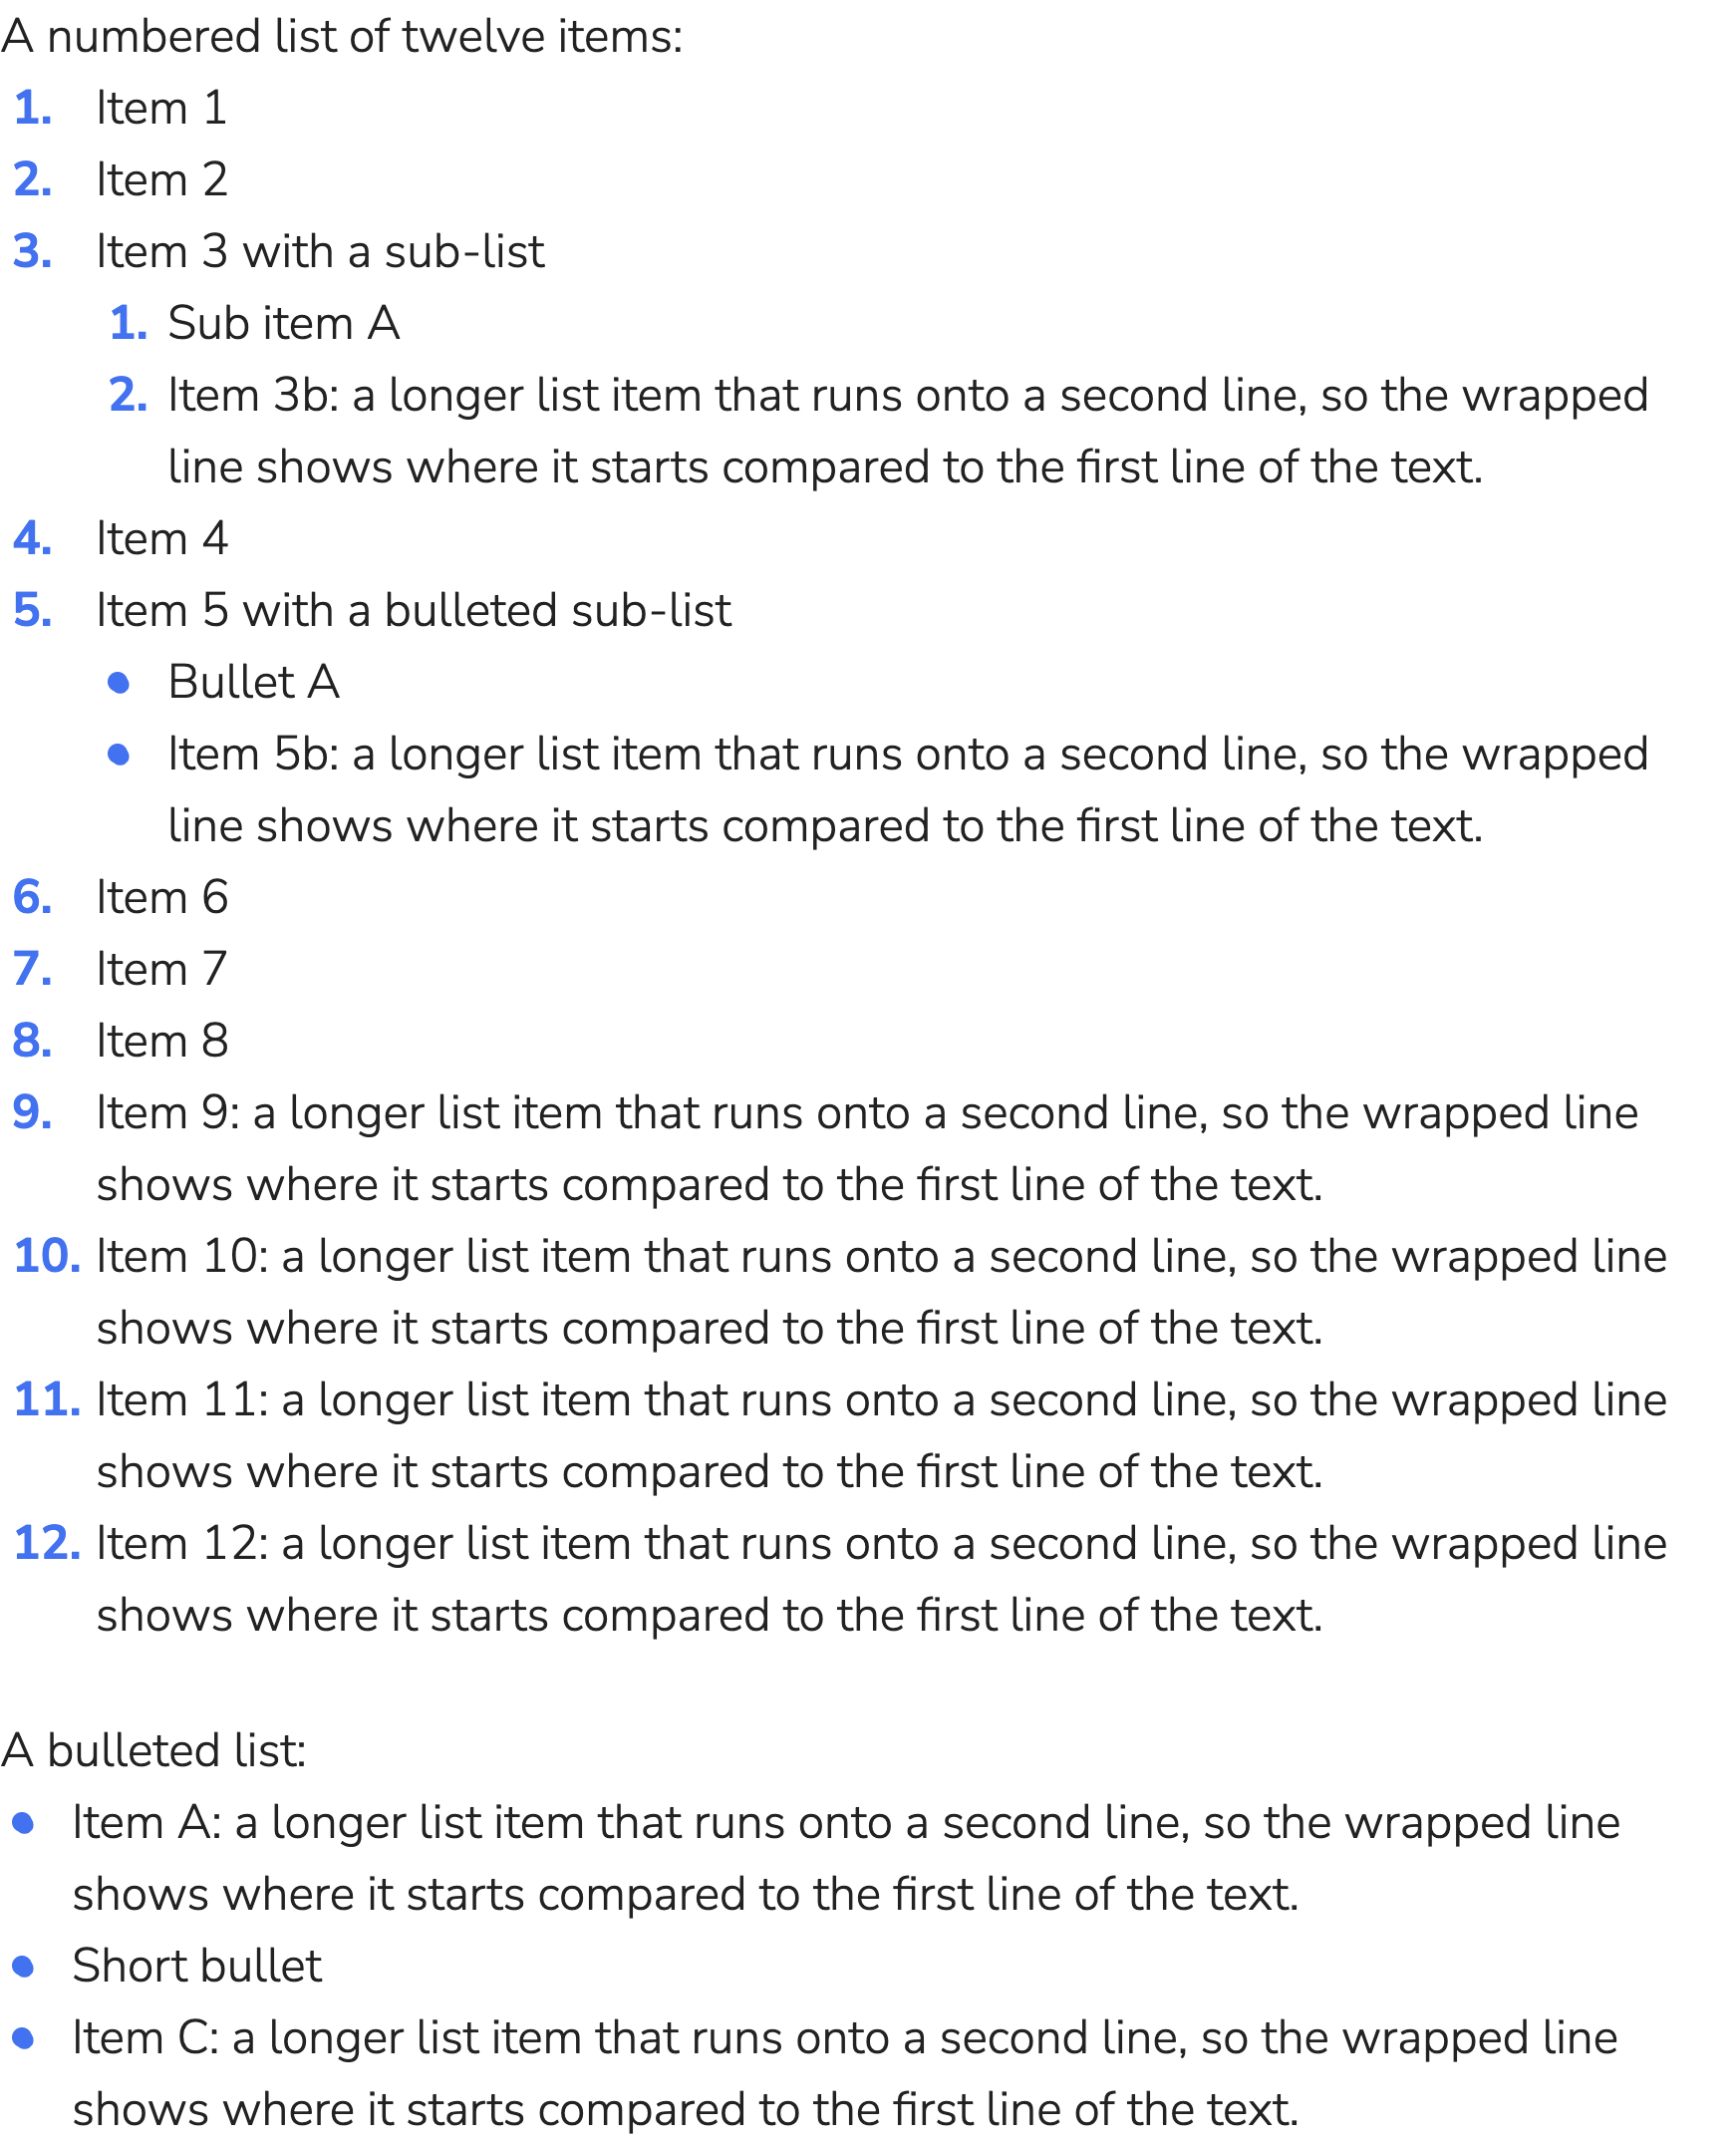 A numbered list of twelve items:
1. Item 1
2. Item 2
3. Item 3 with a sub-list
1. Sub item A
2. Item 3b: a longer list item that runs onto a second line, so the wrapped
line shows where it starts compared to the first line of the text.
4. Item 4
5. Item 5 with a bulleted sub-list
• Bullet A
• Item 5b: a longer list item that runs onto a second line, so the wrapped
line shows where it starts compared to the first line of the text.
6. Item 6
7. Item 7
8. Item 8
9. Item 9: a longer list item that runs onto a second line, so the wrapped line
shows where it starts compared to the first line of the text.
10. Item 10: a longer list item that runs onto a second line, so the wrapped line
shows where it starts compared to the first line of the text.
11. Item 11: a longer list item that runs onto a second line, so the wrapped line
shows where it starts compared to the first line of the text.
12. Item 12: a longer list item that runs onto a second line, so the wrapped line
shows where it starts compared to the first line of the text.
A bulleted list:
• Item A: a longer list item that runs onto a second line, so the wrapped line
shows where it starts compared to the first line of the text.
• Short bullet
• Item C: a longer list item that runs onto a second line, so the wrapped line
shows where it starts compared to the first line of the text.